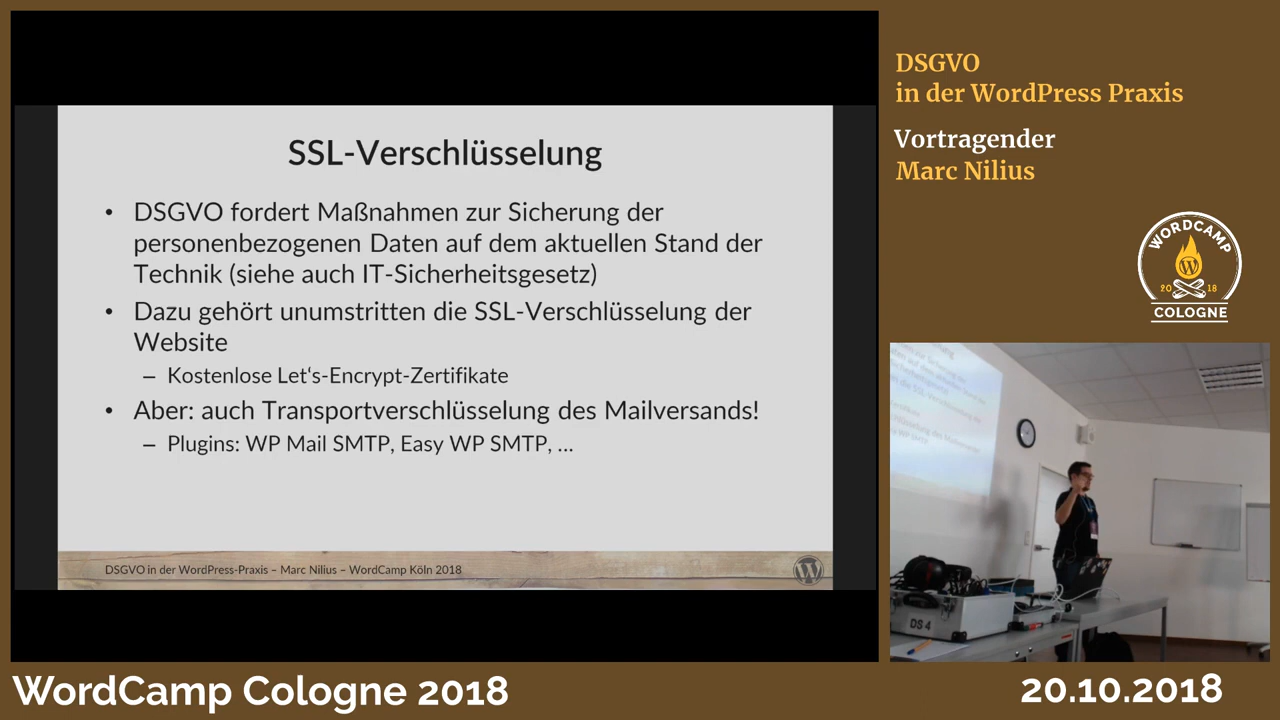 SSL-Verschlüsselung
• DSGVO fordert Maßnahmen zur Sicherung der
personenbezogenen Daten auf dem aktuellen Stand der
Technik (siehe auch IT-Sicherheitsgesetz)
• Dazu gehört unumstritten die SSL-Verschlüsselung der
Website
– Kostenlose Let‘s-Encrypt-Zertifikate
• Aber: auch Transportverschlüsselung des Mailversands!
– Plugins: WP Mail SMTP, Easy WP SMTP, ...
DSGVO in der WordPress-Praxis – Marc Nilius – WordCamp Köln 2018
DSGVO
in der WordPress Praxis
Vortragender
Marc Nilius
WORDCAMP
20 18
COLOGNE
DS 4
WordCamp Cologne 2018
20.10.2018